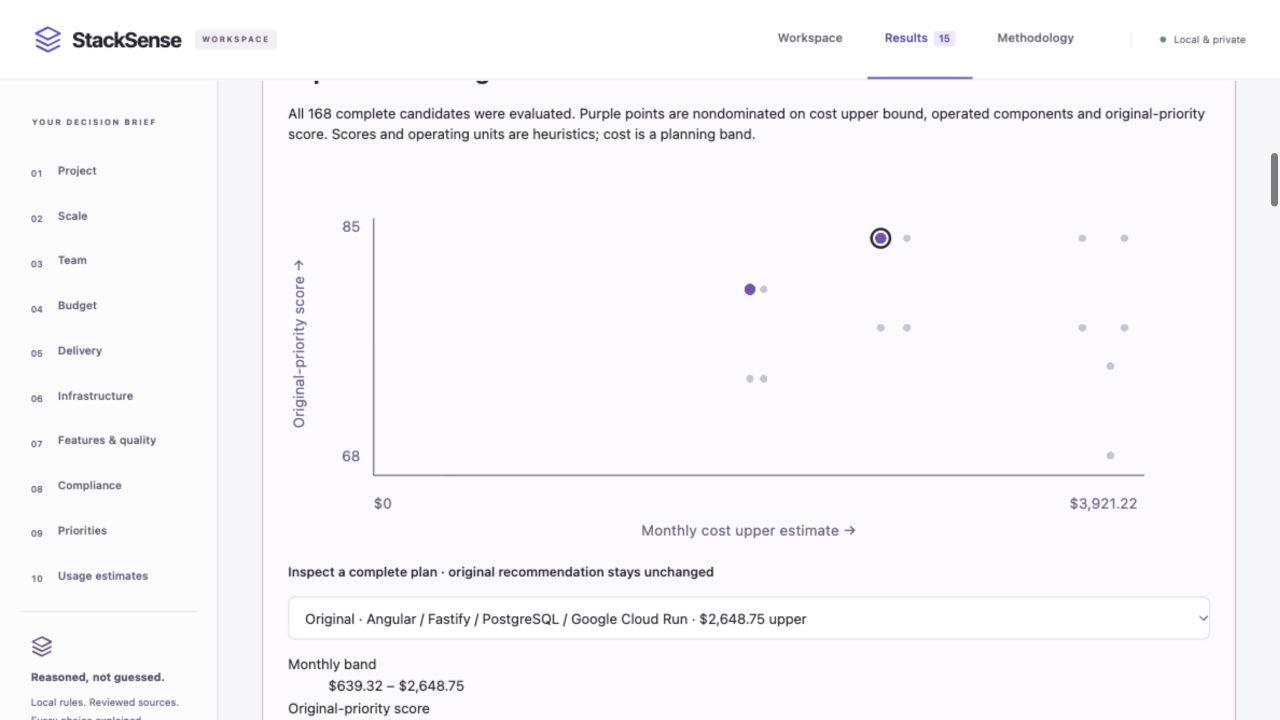 StackSense
WORKSPACE
Workspace
Results 15
Methodology
Local & private
YOUR DECISION BRIEF
01 Project
02 Scale
03 Team
04 Budget
05 Delivery
06 Infrastructure
07 Features & quality
08 Compliance
09 Priorities
10 Usage estimates
Reasoned, not guessed.
Local rules. Reviewed sources.
Every choice explained.
All 168 complete candidates were evaluated. Purple points are nondominated on cost upper bound, operated components and original-priority
score. Scores and operating units are heuristics; cost is a planning band.
85
Original-priority score →
68
$0
$3,921.22
Monthly cost upper estimate →
Inspect a complete plan · original recommendation stays unchanged
Original · Angular / Fastify / PostgreSQL / Google Cloud Run · $2,648.75 upper
Monthly band
$639.32 – $2,648.75
Original-priority score